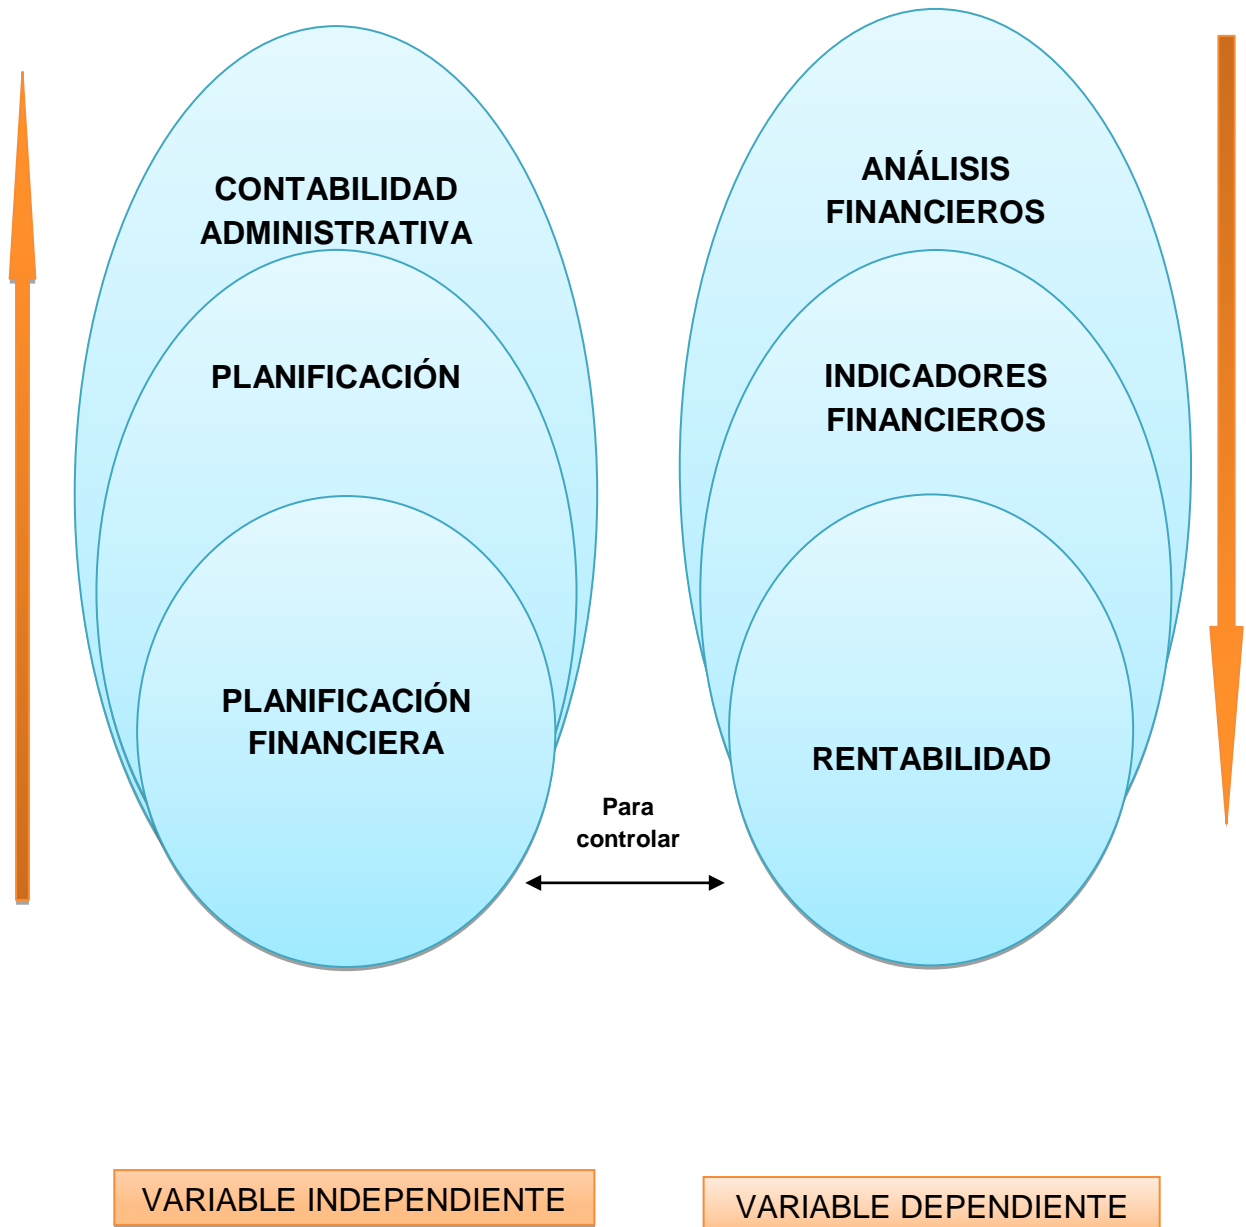 CONTABILIDAD
ADMINISTRATIVA
PLANIFICACIÓN
PLANIFICACIÓN
FINANCIERA
ANÁLISIS
FINANCIEROS
INDICADORES
FINANCIEROS
RENTABILIDAD
Para
controlar
VARIABLE INDEPENDIENTE
VARIABLE DEPENDIENTE